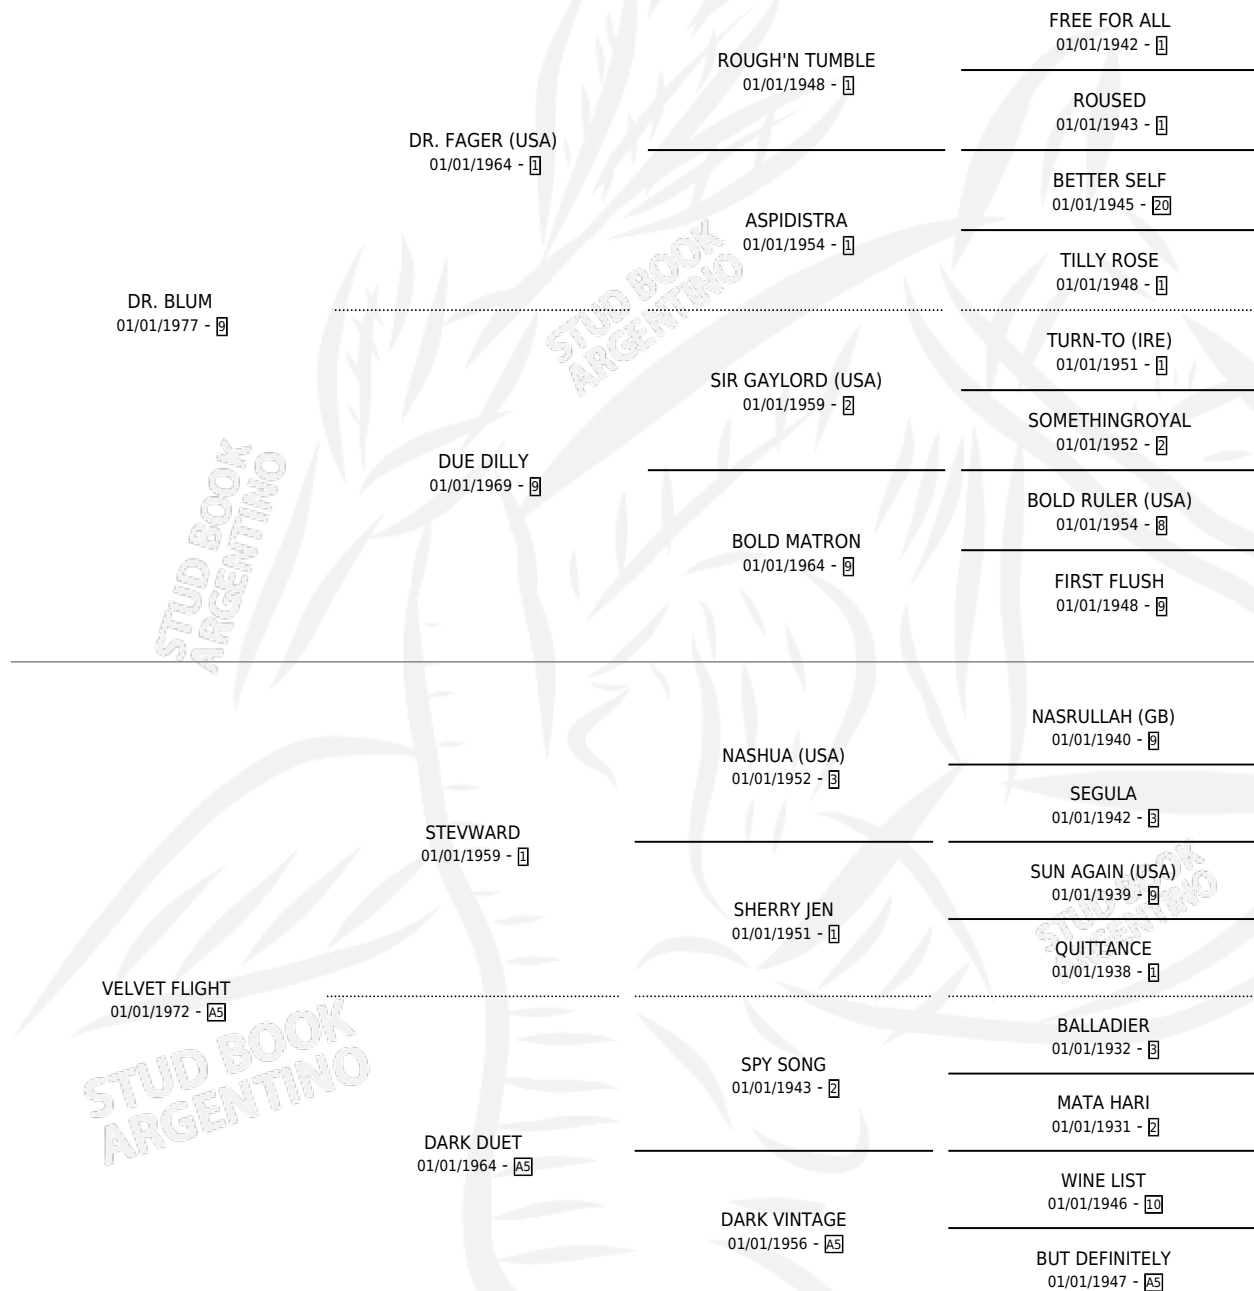 FREE FOR ALL
01/01/1942 - 1
ROUGH'N TUMBLE
01/01/1948 - 1
ROUSED
01/01/1943 - 1
DR. FAGER (USA)
01/01/1964 - 1
BETTER SELF
01/01/1945 - 20
ASPIDISTRA
01/01/1954 - 1
TILLY ROSE
01/01/1948 - 1
DR. BLUM
01/01/1977 - 9
TURN-TO (IRE)
01/01/1951 - 1
SIR GAYLORD (USA)
01/01/1959 - 2
SOMETHINGROYAL
01/01/1952 - 2
DUE DILLY
01/01/1969 - 9
BOLD RULER (USA)
01/01/1954 - 8
BOLD MATRON
01/01/1964 - 9
FIRST FLUSH
01/01/1948 - 9
NASRULLAH (GB)
01/01/1940 - 9
NASHUA (USA)
01/01/1952 - 3
SEGULA
01/01/1942 - 3
STEVWARD
01/01/1959 - 1
SUN AGAIN (USA)
01/01/1939 - 9
SHERRY JEN
01/01/1951 - 1
QUITTANCE
01/01/1938 - 1
VELVET FLIGHT
01/01/1972 - A5
BALLADIER
01/01/1932 - 3
SPY SONG
01/01/1943 - 2
MATA HARI
01/01/1931 - 2
DARK DUET
01/01/1964 - A5
WINE LIST
01/01/1946 - 10
DARK VINTAGE
01/01/1956 - A5
BUT DEFINITELY
01/01/1947 - A5
STUD BOOK
ARGENTINO
STUD BOOK
ARGENTINO
STUD BOOK
ARGENTINO
STUD BOOK
ARGENTINO